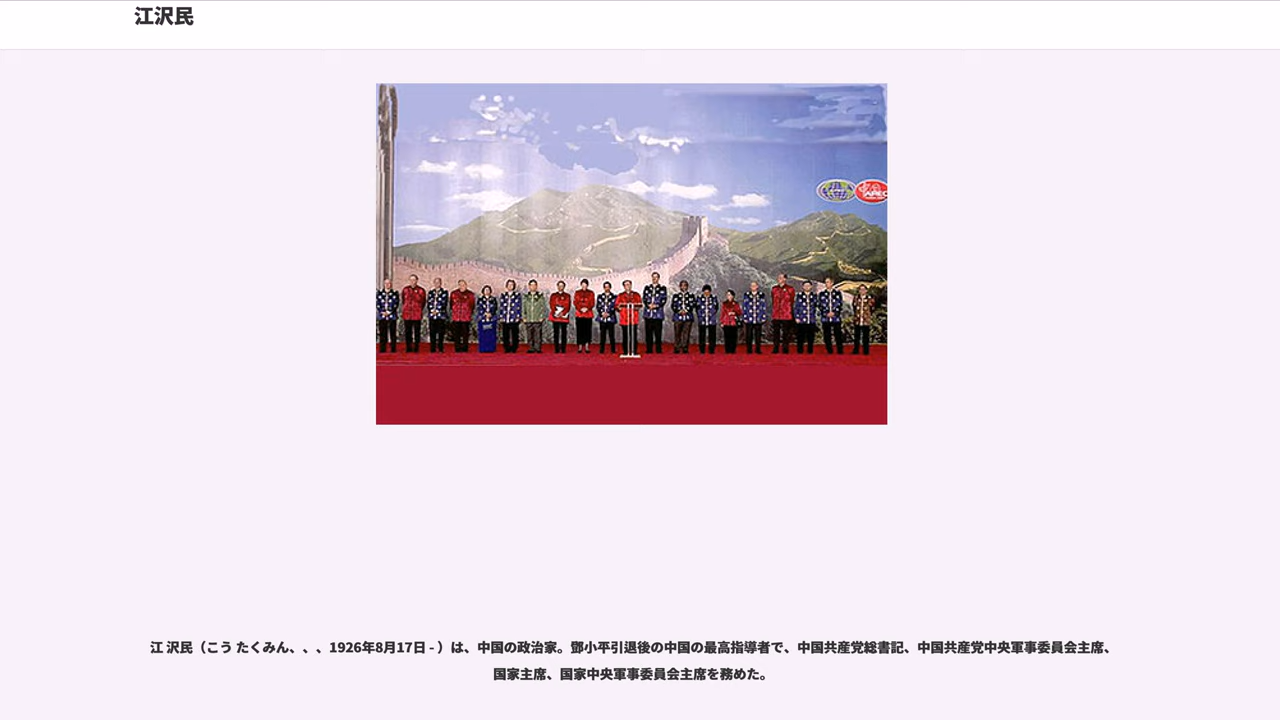 江沢民
江 沢民（こう たくみん、、、1926年8月17日 - ）は、中国の政治家。鄧小平引退後の中国の最高指導者で、中国共産党総書記、中国共産党中央軍事委員会主席、
国家主席、国家中央軍事委員会主席を務めた。